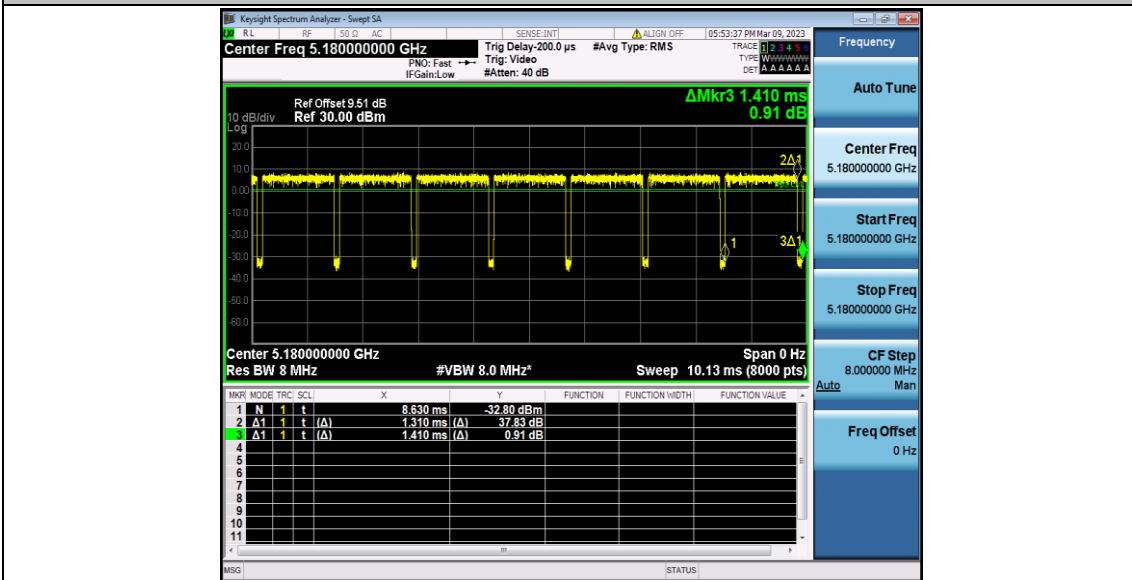 Keysight Spectrum Analyzer - Swept SA
RL RF 50 Ω AC SENSE:INT ALIGN OFF 05:53:37 PM Mar 09, 2023
Center Freq 5.180000000 GHz
PNO: Fast
IFGain:Low
Trig Delay-200.0 µs
Trig: Video
#Atten: 40 dB
#Avg Type: RMS
TRACE 1 2 3 4 5 6
TYPE WWWWWW
DET A A A A A A
ΔMkr3 1.410 ms
0.91 dB
Ref Offset 9.51 dB
10 dB/div Ref 30.00 dBm
Log
20.0
10.0
0.00
-10.0
-20.0
-30.0
-40.0
-50.0
-60.0
2Δ1
1
3Δ1
Center 5.180000000 GHz Span 0 Hz
Res BW 8 MHz #VBW 8.0 MHz* Sweep 10.13 ms (8000 pts)
MKR MODE TRC SCL X Y FUNCTION FUNCTION WIDTH FUNCTION VALUE
1 N 1 t 8.630 ms -32.80 dBm
2 Δ1 1 t (Δ) 1.310 ms (Δ) 37.83 dB
3 Δ1 1 t (Δ) 1.410 ms (Δ) 0.91 dB
4
5
6
7
8
9
10
11
MSG STATUS
Frequency
Auto Tune
Center Freq
5.180000000 GHz
Start Freq
5.180000000 GHz
Stop Freq
5.180000000 GHz
CF Step
8.000000 MHz
Auto Man
Freq Offset
0 Hz